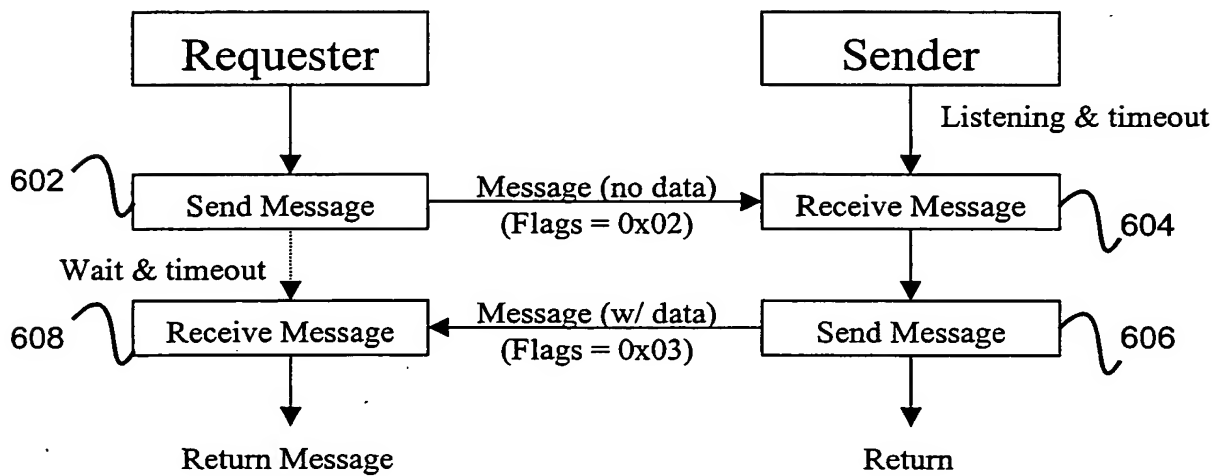 Requester
Sender
Listening & timeout
602
Send Message
Message (no data)
(Flags = 0x02)
Receive Message
604
Wait & timeout
608
Receive Message
Message (w/ data)
(Flags = 0x03)
Send Message
606
Return Message
Return